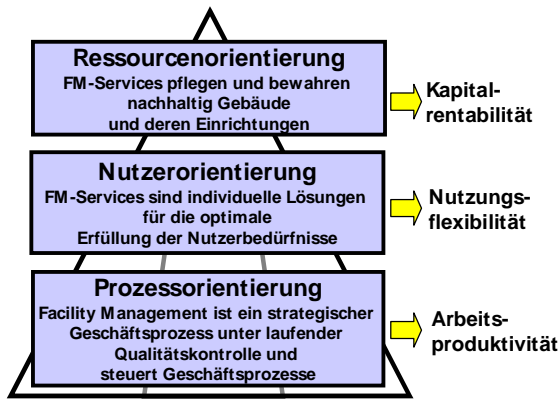 Ressourcenorientierung
FM-Services pflegen und bewahren
nachhaltig Gebäude
und deren Einrichtungen
Kapital-
rentabilität
Nutzerorientierung
FM-Services sind individuelle Lösungen
für die optimale
Erfüllung der Nutzerbedürfnisse
Nutzungs-
flexibilität
Prozessorientierung
Facility Management ist ein strategischer
Geschäftsprozess unter laufender
Qualitätskontrolle und
steuert Geschäftsprozesse
Arbeits-
produktivität